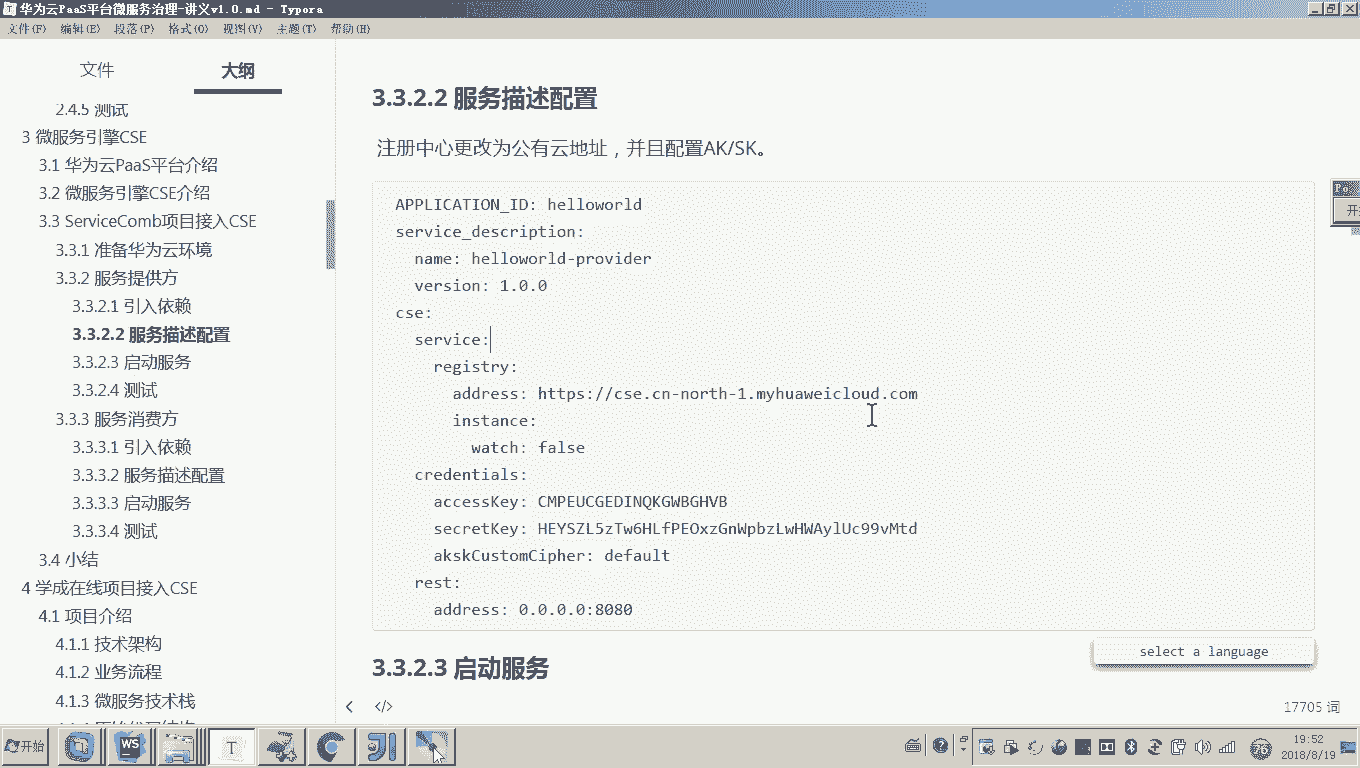 华为云PaaS平台微服务治理-讲义v1.0.md - Typora
文件(F) 编辑(E) 段落(P) 格式(O) 视图(V) 主题(T) 帮助(H)
文件 大纲
2.4.5 测试
3 微服务引擎CSE
3.1 华为云PaaS平台介绍
3.2 微服务引擎CSE介绍
3.3 ServiceComb项目接入CSE
3.3.1 准备华为云环境
3.3.2 服务提供方
3.3.2.1 引入依赖
3.3.2.2 服务描述配置
3.3.2.3 启动服务
3.3.2.4 测试
3.3.3 服务消费方
3.3.3.1 引入依赖
3.3.3.2 服务描述配置
3.3.3.3 启动服务
3.3.3.4 测试
3.4 小结
4 学成在线项目接入CSE
4.1 项目介绍
4.1.1 技术架构
4.1.2 业务流程
4.1.3 微服务技术栈
3.3.2.2 服务描述配置
注册中心更改为公有云地址，并且配置AK/SK。
APPLICATION_ID: helloworld
service_description:
name: helloworld-provider
version: 1.0.0
cse:
service:
registry:
address: https://cse.cn-north-1.myhuaweicloud.com
instance:
watch: false
credentials:
accessKey: CMPEUCGEDINQKGWBGHVB
secretKey: HEYSZL5zTw6HLfPEOxzGnWpbzLwHWAylUc99vMtd
akskCustomCipher: default
rest:
address: 0.0.0.0:8080
select a language
3.3.2.3 启动服务
17705 词
开始
19:52
2018/8/19